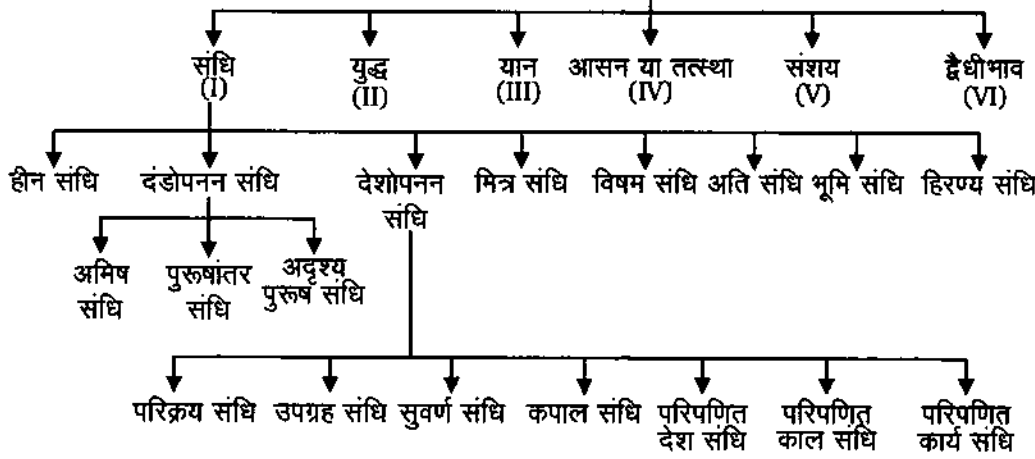 संधि युद्ध यान आसन या तत्स्था संशय द्वैधीभाव
(I) (II) (III) (IV) (V) (VI)
हीन संधि दंडोपनन संधि देशोपनन मित्र संधि विषम संधि अति संधि भूमि संधि हिरण्य संधि
संधि
अमिष पुरूषांतर अदृश्य
संधि संधि पुरूष संधि
परिक्रय संधि उपग्रह संधि सुवर्ण संधि कपाल संधि परिपणित परिपणित परिपणित
देश संधि काल संधि कार्य संधि